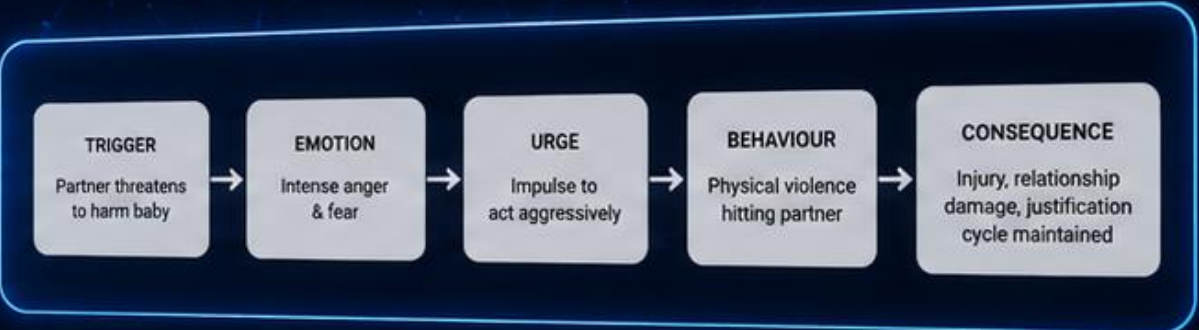 TRIGGER
Partner threatens
to harm baby
EMOTION
Intense anger
& fear
URGE
Impulse to
act aggressively
BEHAVIOUR
Physical violence
hitting partner
CONSEQUENCE
Injury, relationship
damage, justification
cycle maintained